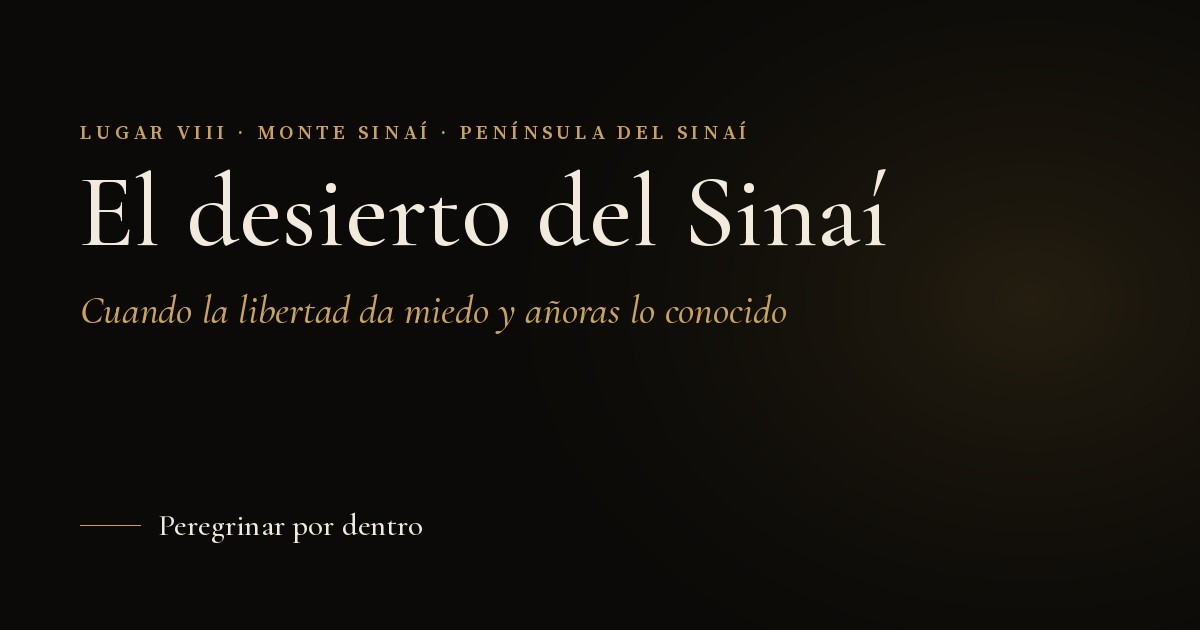 LUGAR VIII · MONTE SINAÍ · PENÍNSULA DEL SINAÍ
El desierto del Sinaí
Cuando la libertad da miedo y añoras lo conocido
Peregrinar por dentro